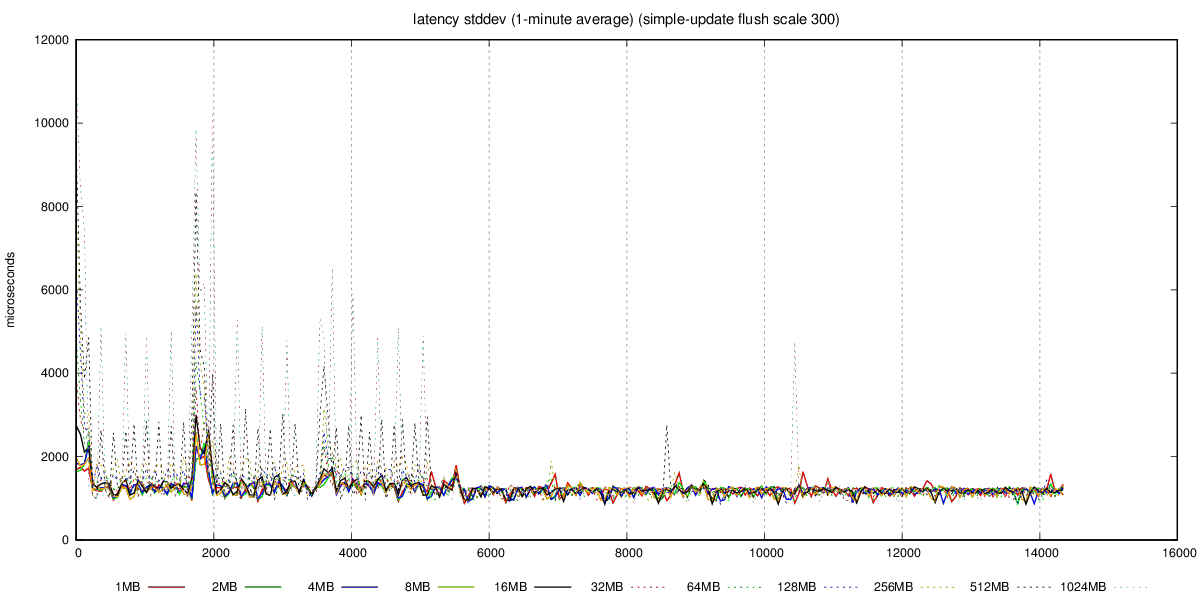 latency stddev (1-minute average) (simple-update flush scale 300)
12000
10000
8000
6000
4000
2000
0
microseconds
0 2000 4000 6000 8000 10000 12000 14000 16000
1MB 2MB 4MB 8MB 16MB 32MB 64MB 128MB 256MB 512MB 1024MB